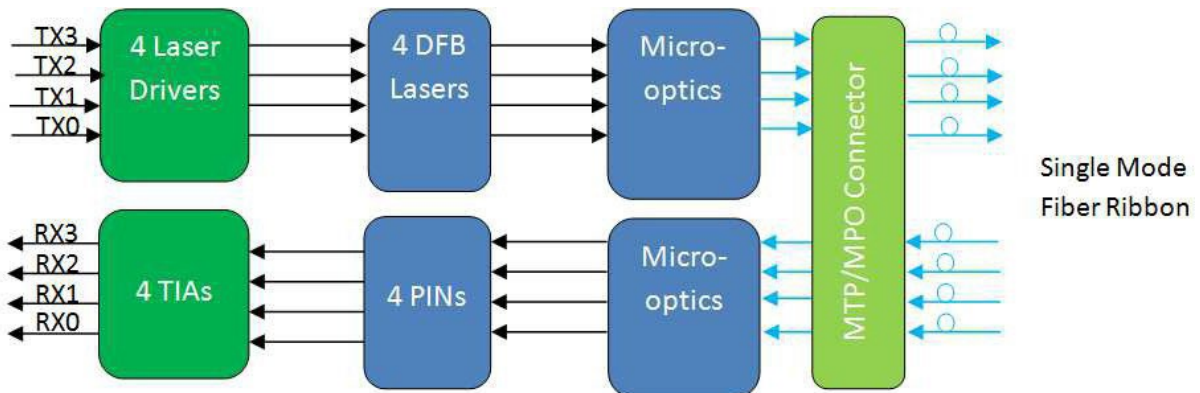 TX3
TX2
TX1
TX0
4 Laser
Drivers
4 DFB
Lasers
Micro-
optics
MTP/MPO Connector
Single Mode
Fiber Ribbon
RX3
RX2
RX1
RX0
4 TIAs
4 PINs
Micro-
optics